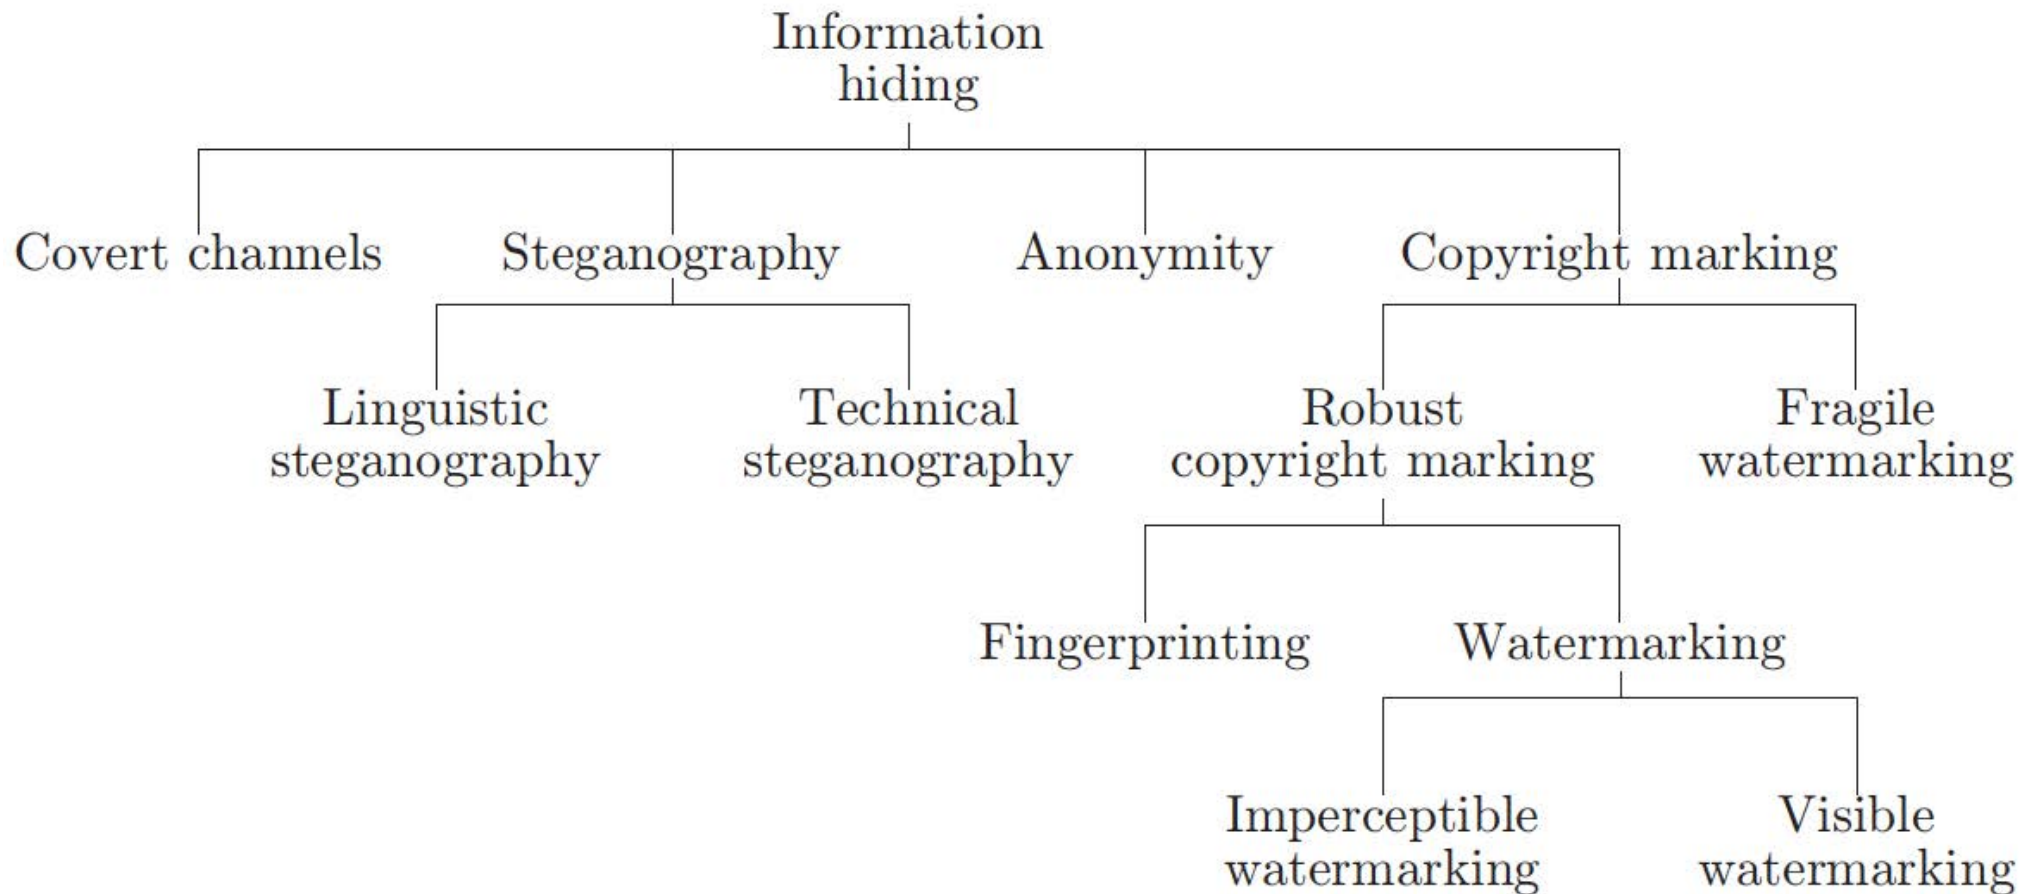 Information
hiding
Covert channels
Steganography
Anonymity
Copyright marking
Linguistic
steganography
Technical
steganography
Robust
copyright marking
Fragile
watermarking
Fingerprinting
Watermarking
Imperceptible
watermarking
Visible
watermarking